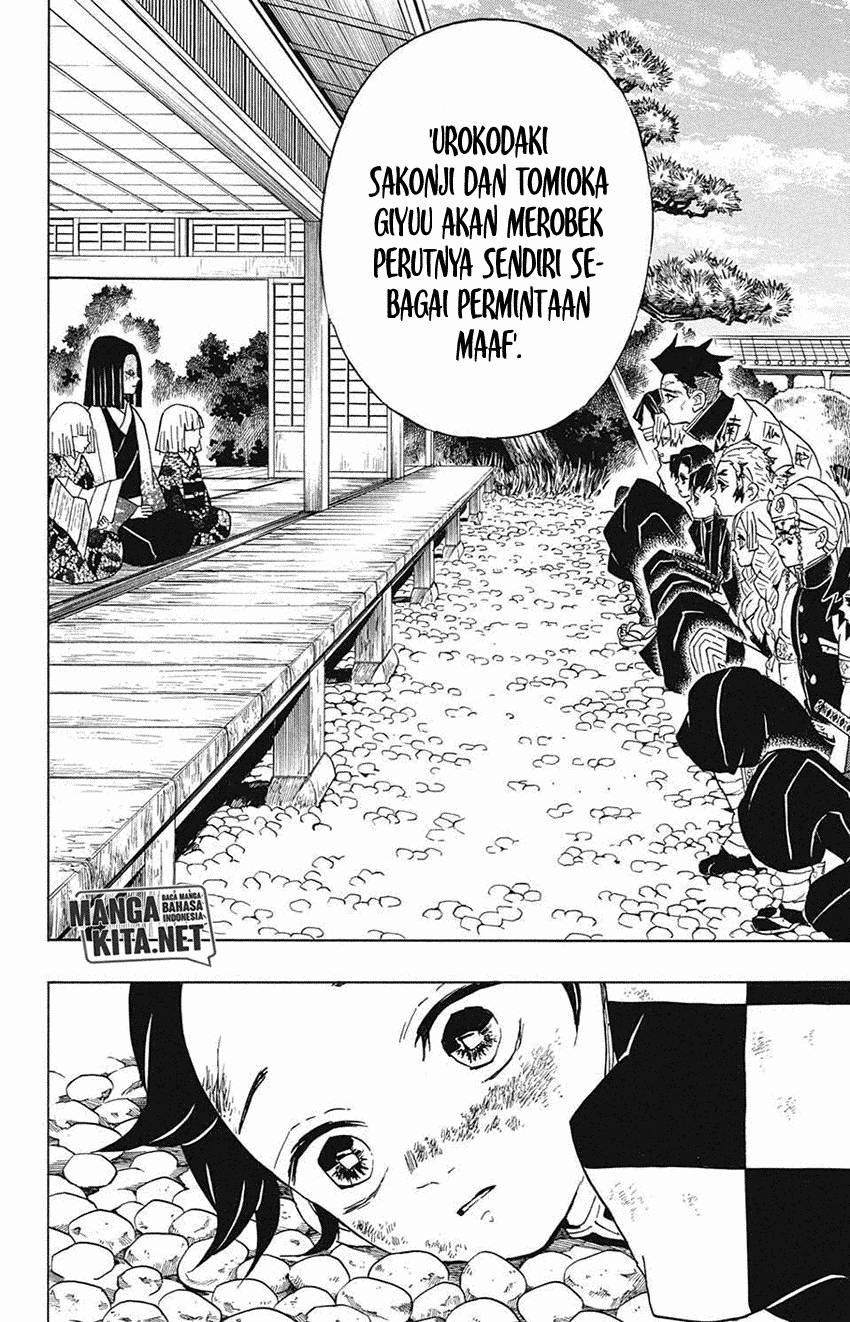 'UROKODAKI
SAKONJI DAN TOMIOKA
GIYUU AKAN MEROBEK
PERUTNYA SENDIRI SE-
BAGAI PERMINTAAN
MAAF'.
MANGA
BACA MANGA
BAHASA
INDONESIA
KITA.NET